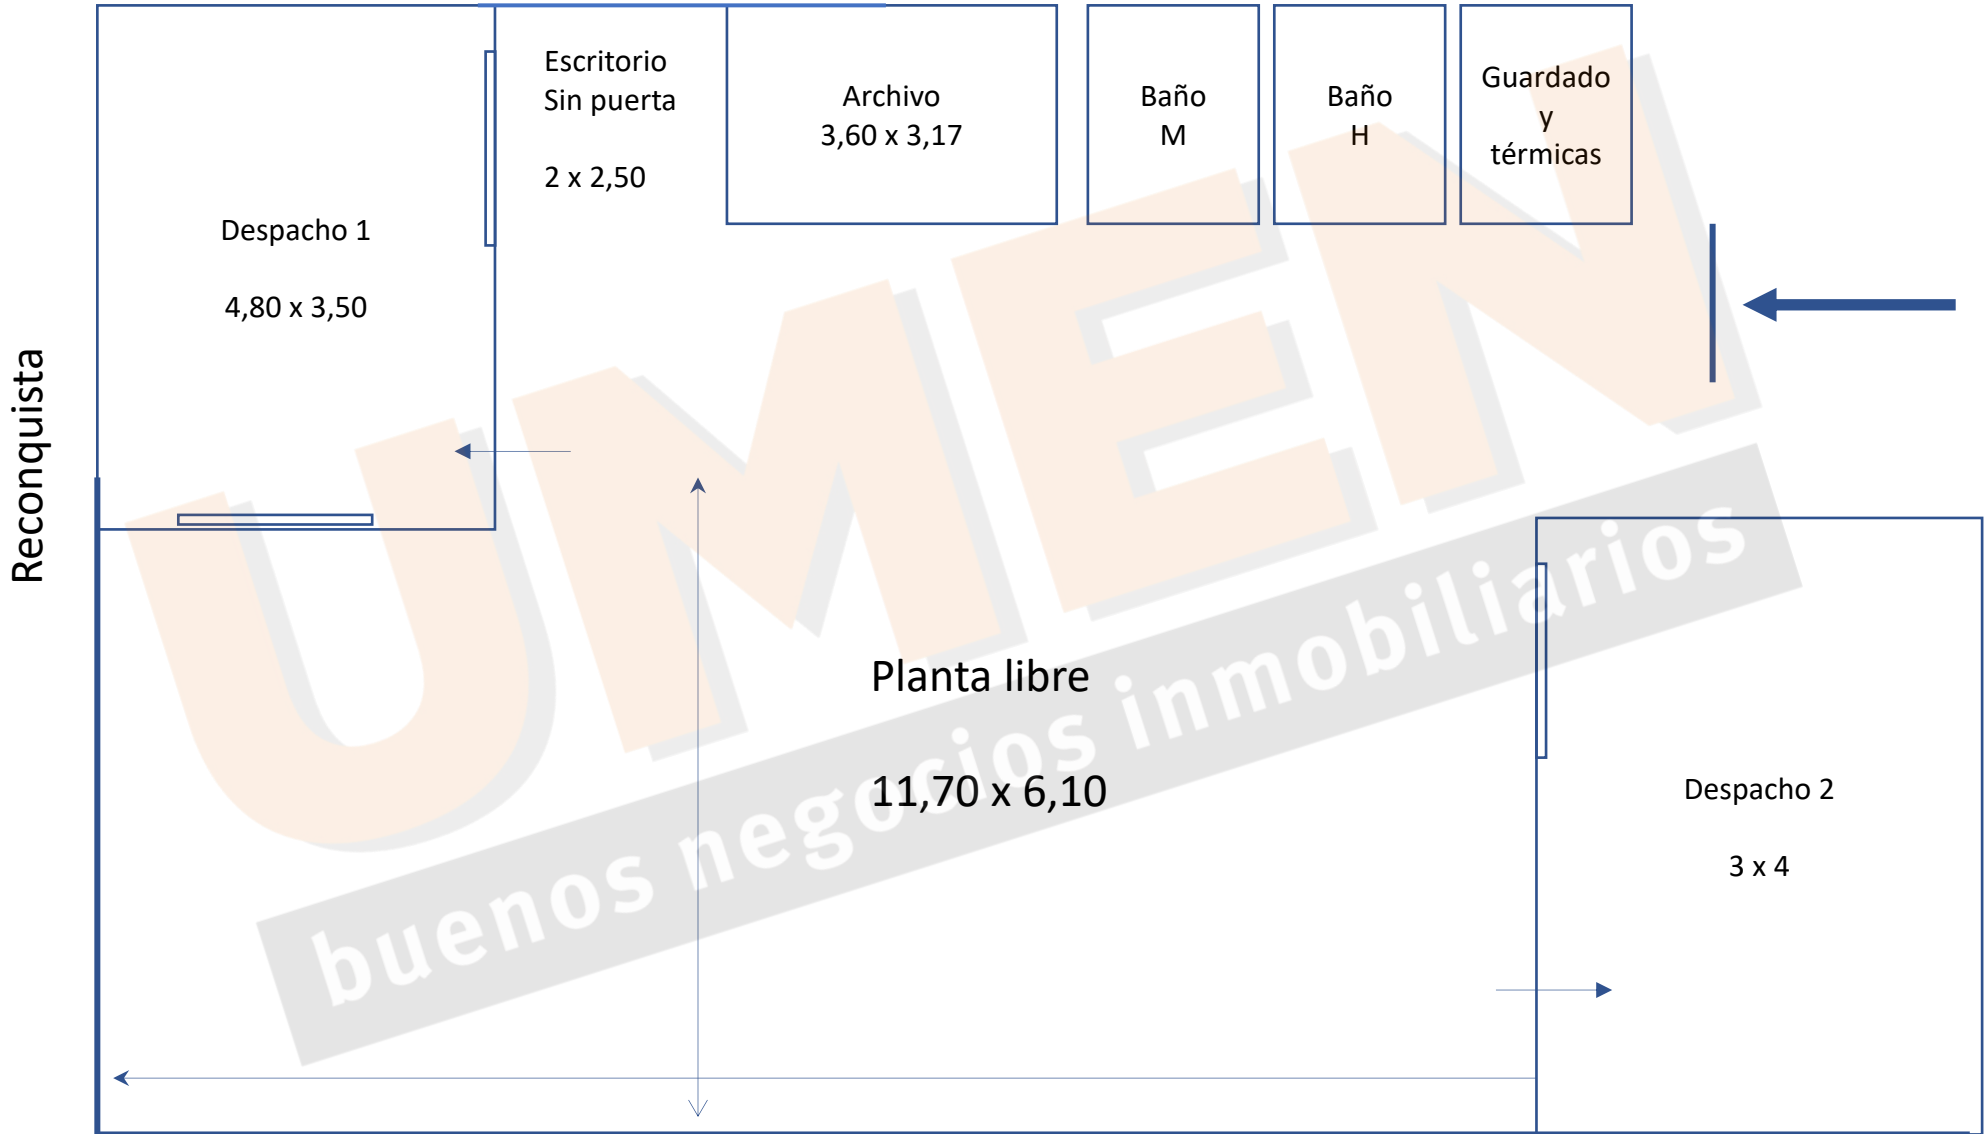 Escritorio
Sin puerta
2 x 2,50
Archivo
3,60 x 3,17
Baño
M
Baño
H
Guardado
y
térmicas
Despacho 1
4,80 x 3,50
Reconquista
Planta libre
11,70 x 6,10
Despacho 2
3 x 4
UMEN
buenos negocios inmobiliarios